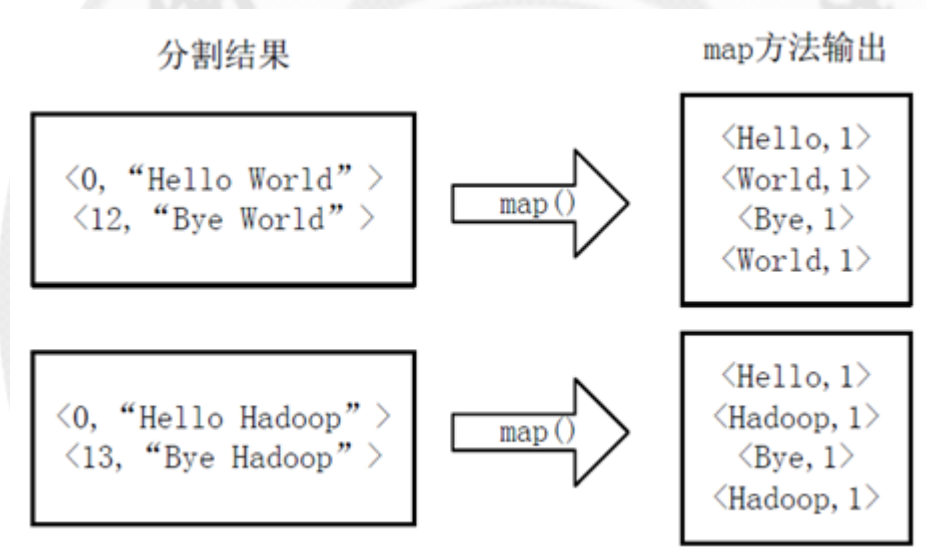 分割结果
map方法输出
<0, “Hello World” >
<12, “Bye World” >
map()
<Hello, 1>
<World, 1>
<Bye, 1>
<World, 1>
<0, “Hello Hadoop” >
<13, “Bye Hadoop” >
map()
<Hello, 1>
<Hadoop, 1>
<Bye, 1>
<Hadoop, 1>